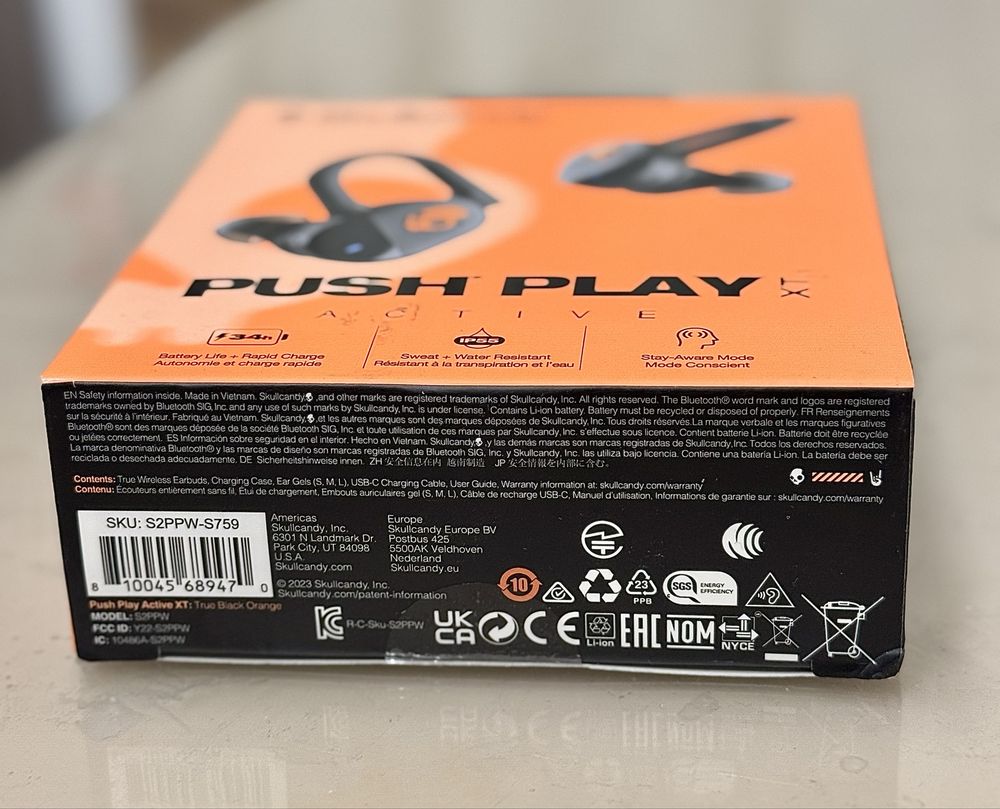 PUSH PLAY XT
ACTIVE
34h
Battery Life + Rapid Charge
Autonomie et charge rapide
IP55
Sweat + Water Resistant
Résistant à la transpiration et l'eau
Stay-Aware Mode
Mode Conscient
EN Safety information inside. Made in Vietnam. Skullcandy, and other marks are registered trademarks of Skullcandy, Inc. All rights reserved. The Bluetooth® word mark and logos are registered
trademarks owned by Bluetooth SIG, Inc. and any use of such marks by Skullcandy, Inc. is under license. Contains Li-ion battery. Battery must be recycled or disposed of properly. FR Renseignements
sur la sécurité à l'intérieur. Fabriqué au Vietnam. Skullcandy, et les autres marques sont des marques déposées de Skullcandy, Inc. Tous droits réservés. La marque verbale et les marques figuratives
Bluetooth® sont des marques déposées de la société Bluetooth SIG, Inc. et toute utilisation de ces marques par Skullcandy, Inc. s'effectue sous licence. Contient batterie Li-ion. Batterie doit être recyclée
ou jetées correctement. ES Información sobre seguridad en el interior. Hecho en Vietnam. Skullcandy, y las demás marcas son marcas registradas de Skullcandy, Inc. Todos los derechos reservados.
La marca denominativa Bluetooth® y las marcas de diseño son marcas registradas de Bluetooth SIG, Inc. y Skullcandy, Inc. las utiliza bajo licencia. Contiene una batería Li-ion. La batería debe ser
reciclada o desechada adecuadamente. DE Sicherheitshinweise innen. ZH 安全信息在内 越南制造 JP 安全情報を内部に含む。
Contents: True Wireless Earbuds, Charging Case, Ear Gels (S, M, L), USB-C Charging Cable, User Guide, Warranty information at: skullcandy.com/warranty
Contenu: Écouteurs entièrement sans fil, Étui de chargement, Embouts auriculaires gel (S, M, L), Câble de recharge USB-C, Manuel d'utilisation, Informations de garantie sur : skullcandy.com/warranty
SKU: S2PPW-S759
8 10045 68947 0
Americas
Skullcandy, Inc.
6301 N Landmark Dr.
Park City, UT 84098
U.S.A.
Skullcandy.com
Europe
Skullcandy Europe BV
Postbus 425
5500AK Veldhoven
Nederland
Skullcandy.eu
© 2023 Skullcandy, Inc.
Skullcandy.com/patent-information
Push Play Active XT: True Black Orange
MODEL: S2PPW
FCC ID: Y22-S2PPW
IC: 10486A-S2PPW
R-C-Sku-S2PPW
10
23
PPB
SGS ENERGY EFFICIENCY
UK CA
CE
Li-ion
EAC
NOM
NYCE